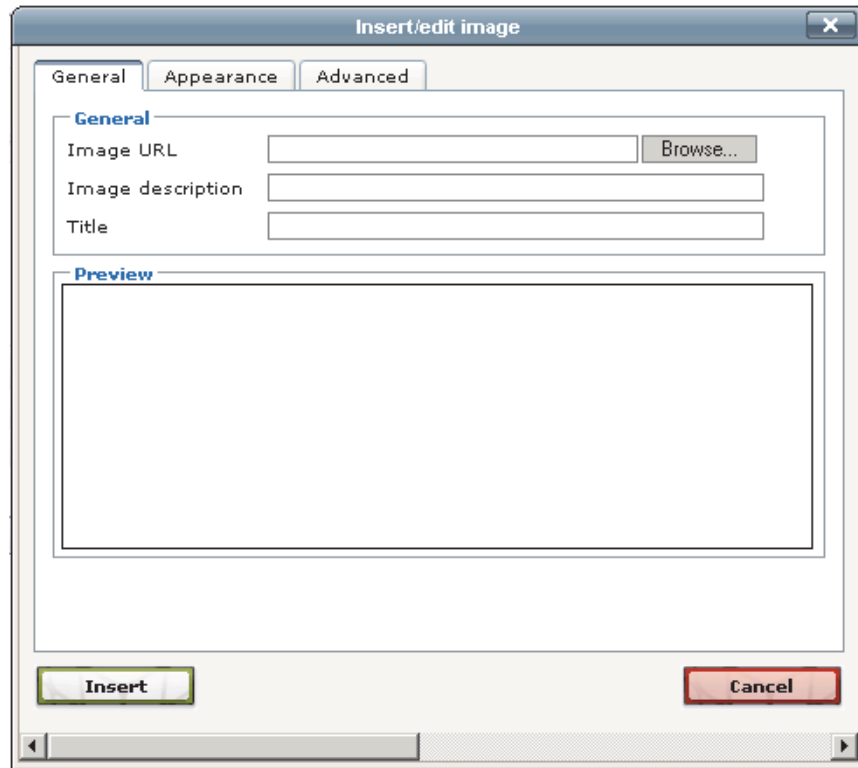 Insert/edit image
General Appearance Advanced
General
Image URL Browse...
Image description
Title
Preview
Insert Cancel